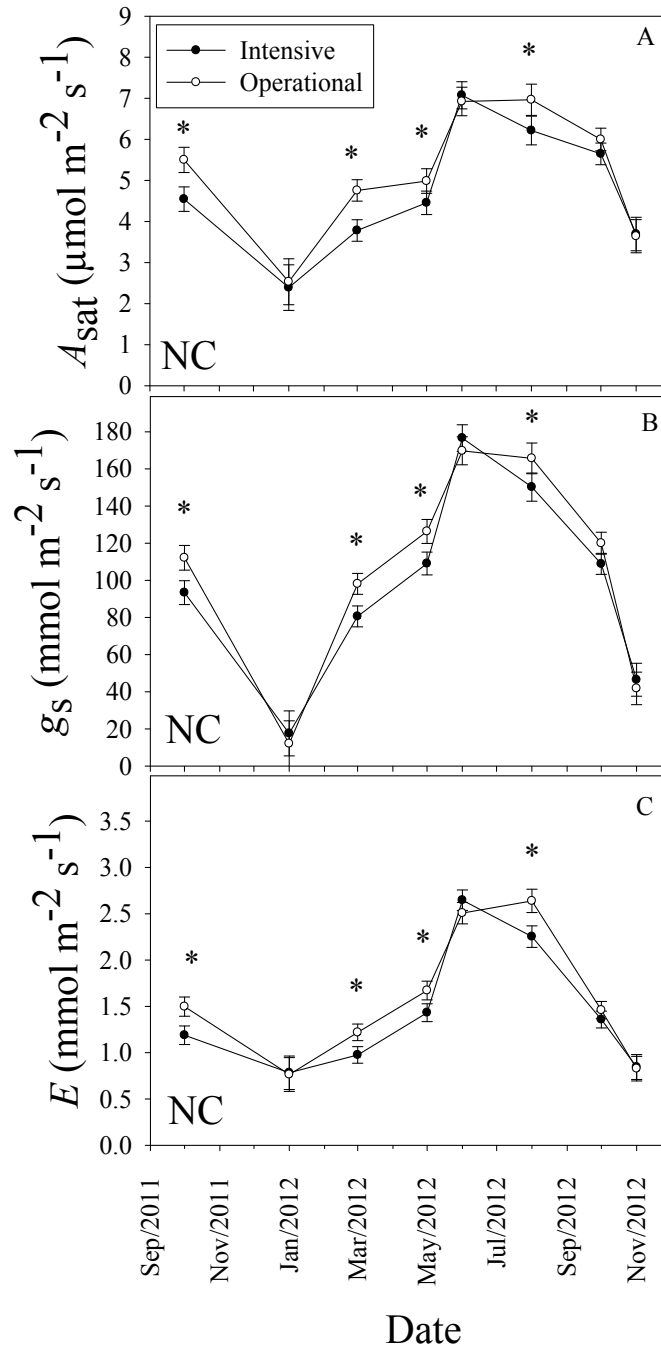 9
8
7
6
5
4
3
2
1
0
A_sat (µmol m⁻² s⁻¹)
Intensive
Operational
A
*
*
*
*
NC
180
160
140
120
100
80
60
40
20
0
g_s (mmol m⁻² s⁻¹)
B
*
*
*
*
NC
3.5
3.0
2.5
2.0
1.5
1.0
0.5
0.0
E (mmol m⁻² s⁻¹)
C
*
*
*
*
NC
Sep/2011
Nov/2011
Jan/2012
Mar/2012
May/2012
Jul/2012
Sep/2012
Nov/2012
Date